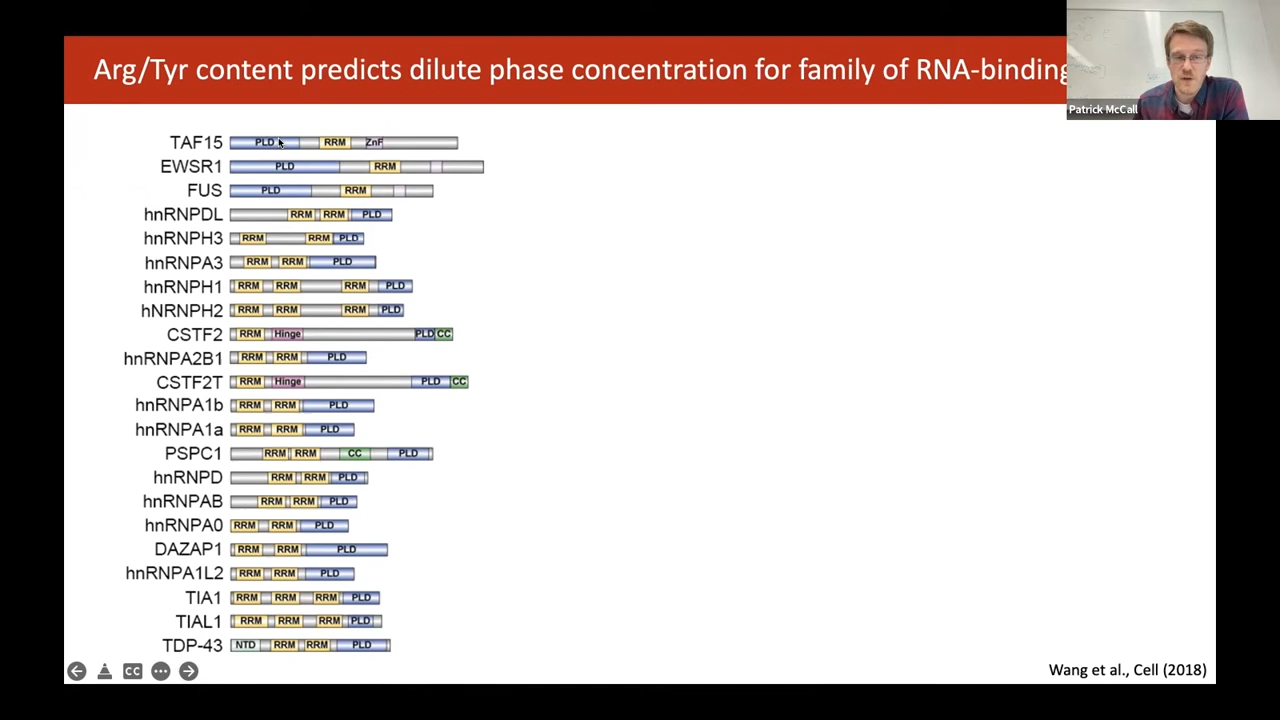 Arg/Tyr content predicts dilute phase concentration for family of RNA-binding
Patrick McCall
TAF15 PLD RRM ZnF
EWSR1 PLD RRM
FUS PLD RRM
hnRNPDL RRM RRM PLD
hnRNPH3 RRM RRM PLD
hnRNPA3 RRM RRM PLD
hnRNPH1 RRM RRM RRM PLD
hNRNPH2 RRM RRM RRM PLD
CSTF2 RRM Hinge PLD CC
hnRNPA2B1 RRM RRM PLD
CSTF2T RRM Hinge PLD CC
hnRNPA1b RRM RRM PLD
hnRNPA1a RRM RRM PLD
PSPC1 RRM RRM CC PLD
hnRNPD RRM RRM PLD
hnRNPAB RRM RRM PLD
hnRNPA0 RRM RRM PLD
DAZAP1 RRM RRM PLD
hnRNPA1L2 RRM RRM PLD
TIA1 RRM RRM RRM PLD
TIAL1 RRM RRM RRM PLD
TDP-43 NTD RRM RRM PLD
CC
Wang et al., Cell (2018)